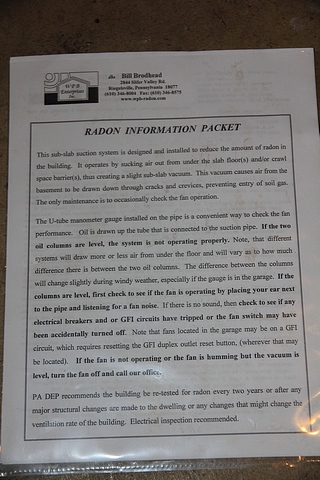 WPB
Enterprises
Inc.
Bill Brodhead
2844 Slifer Valley Rd.
Riegelsville, Pennsylvania 18077
(610) 346-8004 Fax: (610) 346-8575
www.wpb-radon.com
RADON INFORMATION PACKET
This sub-slab suction system is designed and installed to reduce the amount of radon in
the building. It operates by sucking air out from under the slab floor(s) and/or crawl
space barrier(s), thus creating a slight sub-slab vacuum. This vacuum causes air from the
basement to be drawn down through cracks and crevices, preventing entry of soil gas.
The only maintenance is to occasionally check the fan operation.
The U-tube manometer gauge installed on the pipe is a convenient way to check the fan
performance. Oil is drawn up the tube that is connected to the suction pipe. If the two
oil columns are level, the system is not operating properly. Note, that different
systems will draw more or less air from under the floor and will vary as to how much
difference there is between the two oil columns. The difference between the columns
will change slightly during windy weather, especially if the gauge is in the garage. If the
columns are level, first check to see if the fan is operating by placing your ear next
to the pipe and listening for a fan noise. If there is no sound, then check to see if any
electrical breakers and or GFI circuits have tripped or the fan switch may have
been accidentally turned off. Note that fans located in the garage may be on a GFI
circuit, which requires resetting the GFI duplex outlet reset button, (wherever that may
be located). If the fan is not operating or the fan is humming but the vacuum is
level, turn the fan off and call our office.
PA DEP recommends the building be re-tested for radon every two years or after any
major structural changes are made to the dwelling or any changes that might change the
ventilation rate of the building. Electrical inspection recommended.